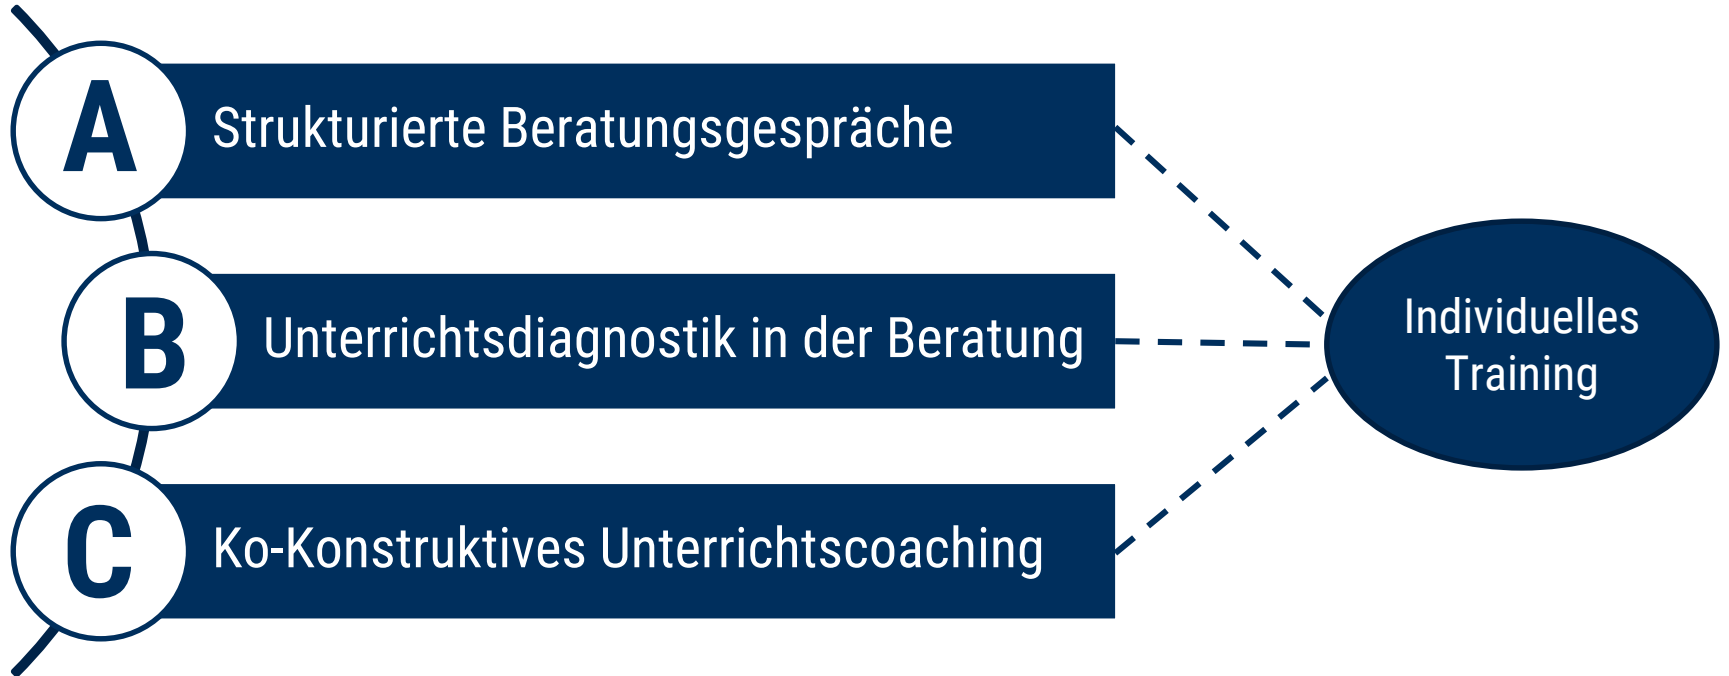 A
Strukturierte Beratungsgespräche
B
Unterrichtsdiagnostik in der Beratung
C
Ko-Konstruktives Unterrichtscoaching
Individuelles
Training